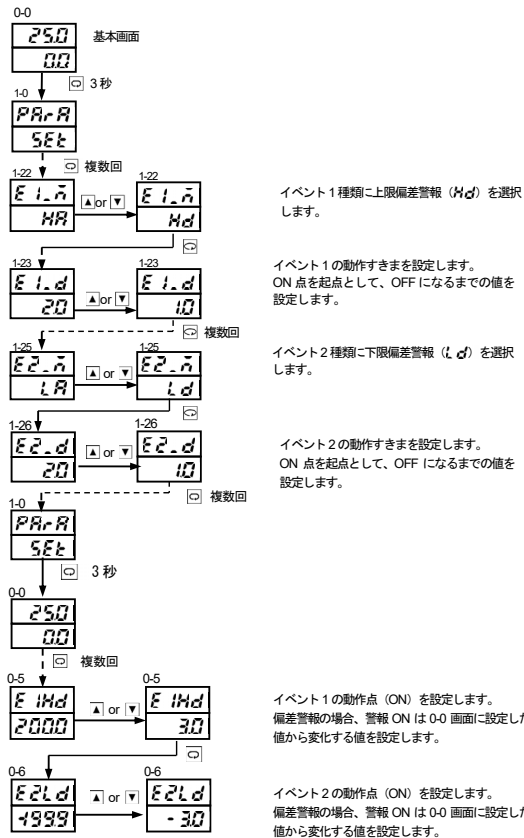 0-0
25.0 基本画面
0.0
3 秒
1-0
PArA
SEt
複数回
1-22 1-22
E1_m or E1_m
HA Hd
イベント 1 種類に上限偏差警報（Hd）を選択
します。
1-23 1-23
E1_d or E1_d
2.0 1.0
イベント 1 の動作すきまを設定します。
ON 点を起点として、OFF になるまでの値を
設定します。
複数回
1-25 1-25
E2_m or E2_m
LA Ld
イベント 2 種類に下限偏差警報（Ld）を選択
します。
1-26 1-26
E2_d or E2_d
2.0 1.0
イベント 2 の動作すきまを設定します。
ON 点を起点として、OFF になるまでの値を
設定します。
複数回
1-0
PArA
SEt
3 秒
0-0
25.0
0.0
複数回
0-5 0-5
E1Hd or E1Hd
200.0 3.0
イベント 1 の動作点（ON）を設定します。
偏差警報の場合、警報 ON は 0-0 画面に設定した
値から変化する値を設定します。
0-6 0-6
E2Ld or E2Ld
-199.9 - 3.0
イベント 2 の動作点（ON）を設定します。
偏差警報の場合、警報 ON は 0-0 画面に設定した
値から変化する値を設定します。